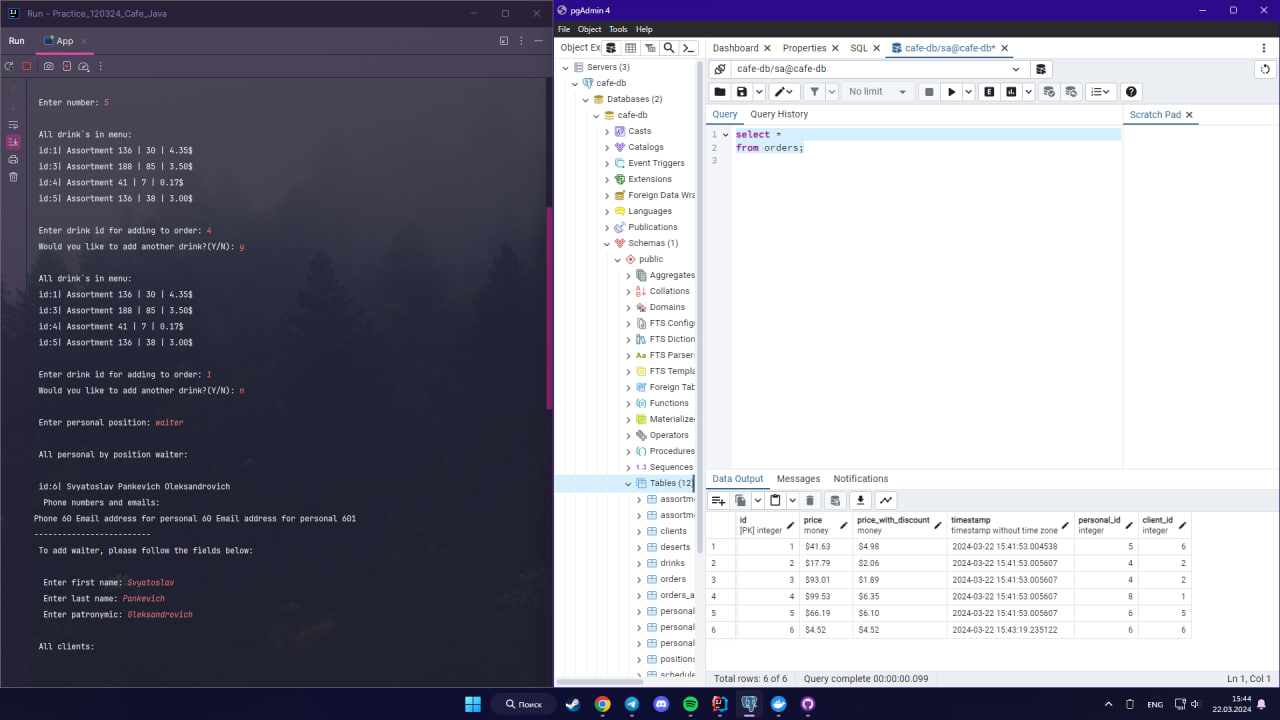 Run - Practice_120324_Cafe_Java
Run
App
Enter number: 5
All drink`s in menu:
id:1| Assortment 136 | 30 | 4.35$
id:3| Assortment 188 | 85 | 3.50$
id:4| Assortment 41 | 7 | 0.17$
id:5| Assortment 136 | 38 | 3.00$
Enter drink id for adding to order: 4
Would you like to add another drink?(Y/N): y
All drink`s in menu:
id:1| Assortment 136 | 30 | 4.35$
id:3| Assortment 188 | 85 | 3.50$
id:4| Assortment 41 | 7 | 0.17$
id:5| Assortment 136 | 38 | 3.00$
Enter drink id for adding to order: 1
Would you like to add another drink?(Y/N): n
Enter personal position: waiter
All personal by position waiter:
id:6| Svyatoslav Pankevich Oleksandrovich
Phone numbers and emails:
Phone 60 Email address for personal 60 Email address for personal 601
---------------------
To add waiter, please follow the fields below:
Enter first name: Svyatoslav
Enter last name: Pankevich
Enter patronymic: Oleksandrovich
All clients:
pgAdmin 4
File Object Tools Help
Object Ex
Servers (3)
cafe-db
Databases (2)
cafe-db
Casts
Catalogs
Event Triggers
Extensions
Foreign Data Wra
Languages
Publications
Schemas (1)
public
Aggregates
Collations
Domains
FTS Config
FTS Diction
FTS Parser
FTS Templa
Foreign Tab
Functions
Materialize
Operators
Procedures
1..3 Sequences
Tables (12)
assortme
assortme
clients
deserts
drinks
orders
orders_a
personal
personal
personal
positions
schedule
Dashboard Properties SQL cafe-db/sa@cafe-db*
cafe-db/sa@cafe-db
No limit
Query Query History
Scratch Pad
1 select *
2 from orders;
3
Data Output Messages Notifications
id [PK] integer price money price_with_discount money timestamp timestamp without time zone personal_id integer client_id integer
1 1 $41.63 $4.98 2024-03-22 15:41:53.004538 5 6
2 2 $17.79 $2.06 2024-03-22 15:41:53.005607 4 2
3 3 $93.01 $1.89 2024-03-22 15:41:53.005607 4 2
4 4 $99.53 $6.35 2024-03-22 15:41:53.005607 8 1
5 5 $66.19 $6.10 2024-03-22 15:41:53.005607 6 5
6 6 $4.52 $4.52 2024-03-22 15:43:19.235122 6 6
Total rows: 6 of 6 Query complete 00:00:00.099 Ln 1, Col 1
Поиск
ENG
15:44
22.03.2024